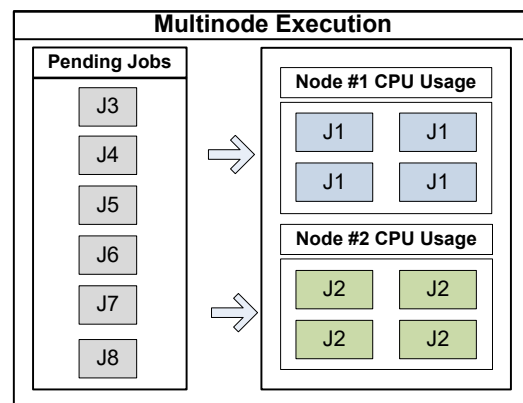 Multinode Execution
Pending Jobs
J3
J4
J5
J6
J7
J8
Node #1 CPU Usage
J1 J1
J1 J1
Node #2 CPU Usage
J2 J2
J2 J2